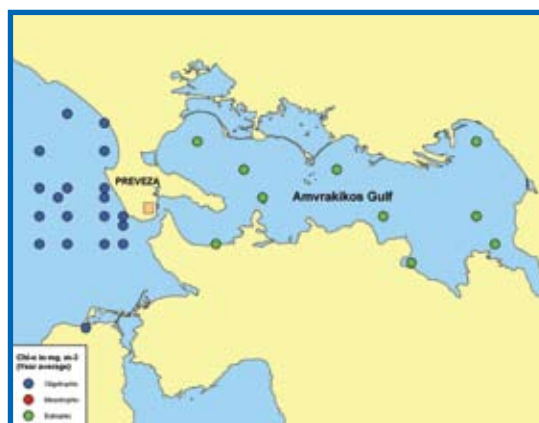 PREVEZA
Amvrakikos Gulf
Chl-a in mg. m-3
(Year average)
Oligotrophic
Mesotrophic
Eutrophic